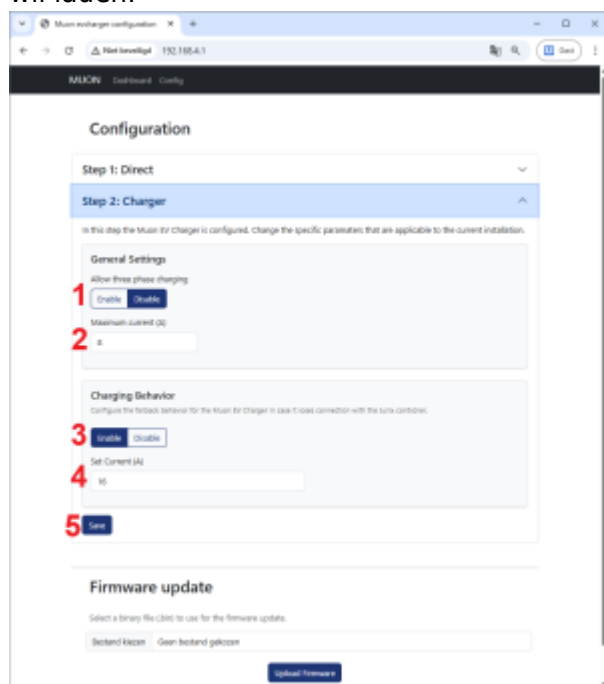 wil laden.
Muon evcharger configuration
Niet beveiligd 192.168.4.1
Gast
MUON Dashboard Config
Configuration
Step 1: Direct
Step 2: Charger
In this step the Muon EV Charger is configured. Change the specific parameters that are applicable to the current installation.
General Settings
Allow three phase charging
1 Enable Disable
Maximum current (A)
2
Charging Behavior
Configure the fallback behavior for the Muon EV Charger in case it loses connection with the controller.
3 Enable Disable
Set Current (A)
4 16
5 Save
Firmware update
Select a binary file (.bin) to use for the firmware update.
Bestand kiezen Geen bestand gekozen
Upload Firmware